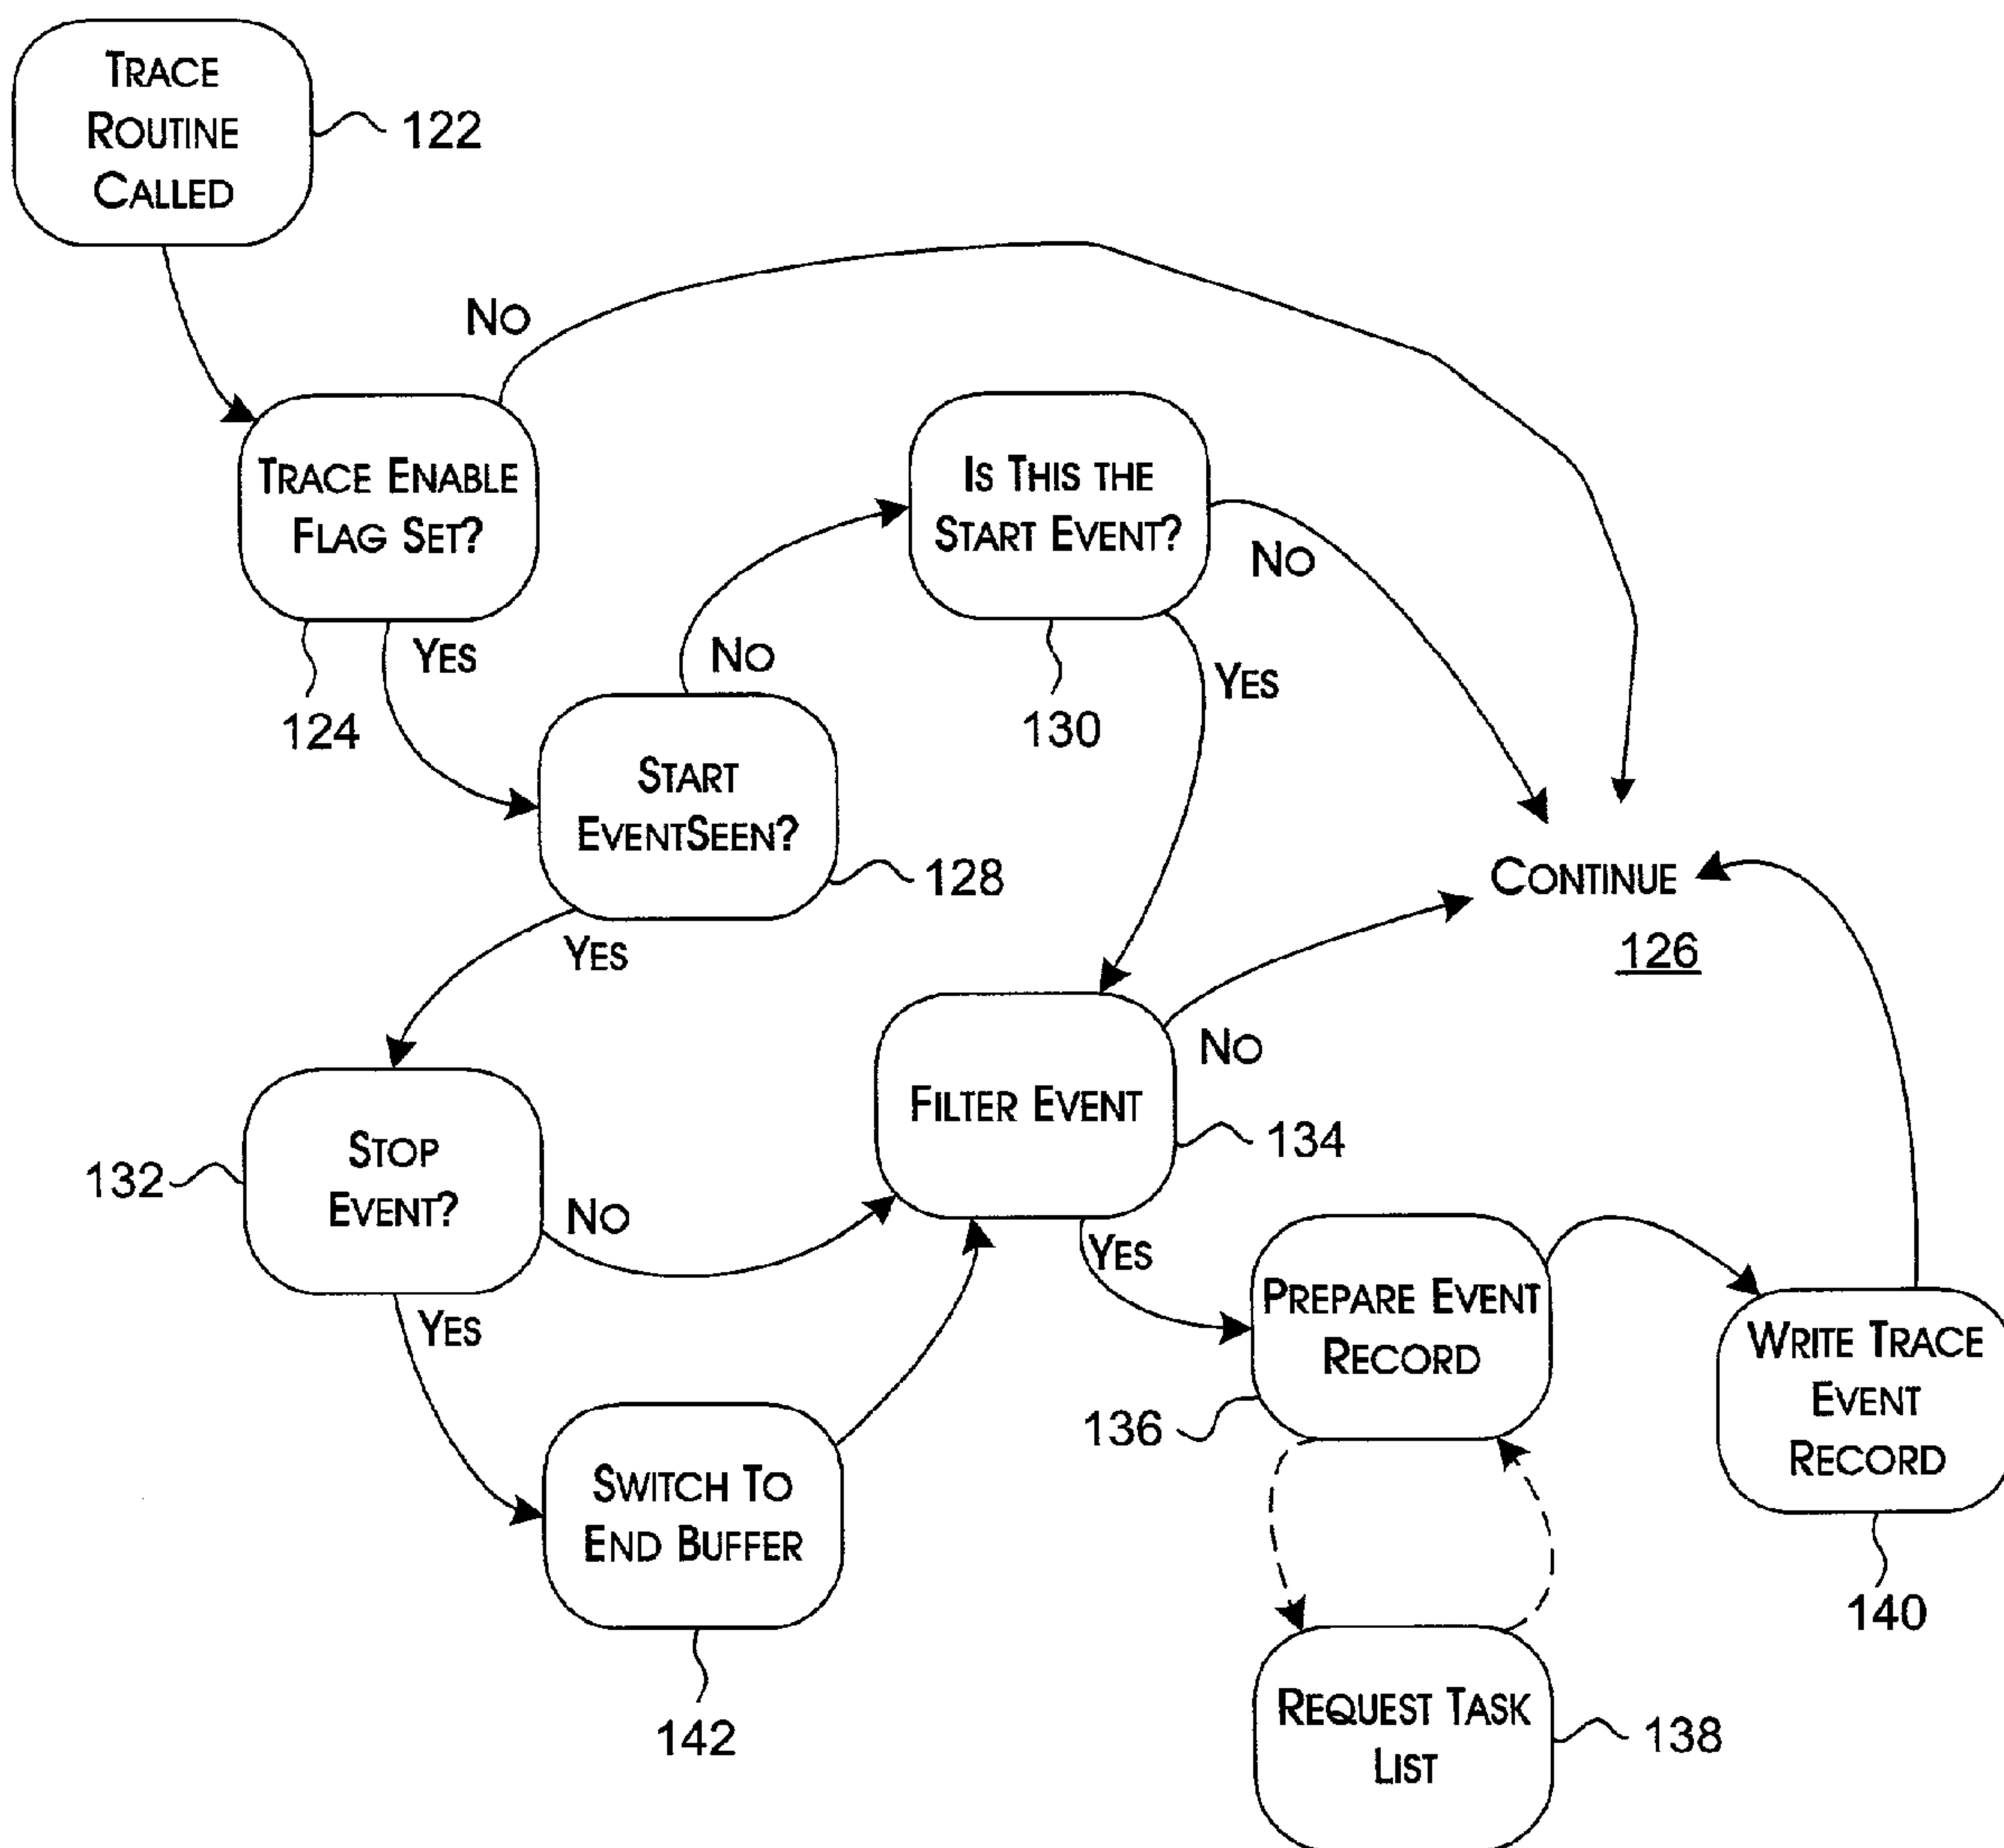 TRACE
ROUTINE
CALLED
122
NO
TRACE ENABLE
FLAG SET?
124
YES
IS THIS THE
START EVENT?
130
NO
YES
NO
START
EVENTSEEN?
128
YES
CONTINUE
126
STOP
EVENT?
132
NO
YES
FILTER EVENT
134
NO
YES
SWITCH TO
END BUFFER
142
PREPARE EVENT
RECORD
136
WRITE TRACE
EVENT
RECORD
140
REQUEST TASK
LIST
138